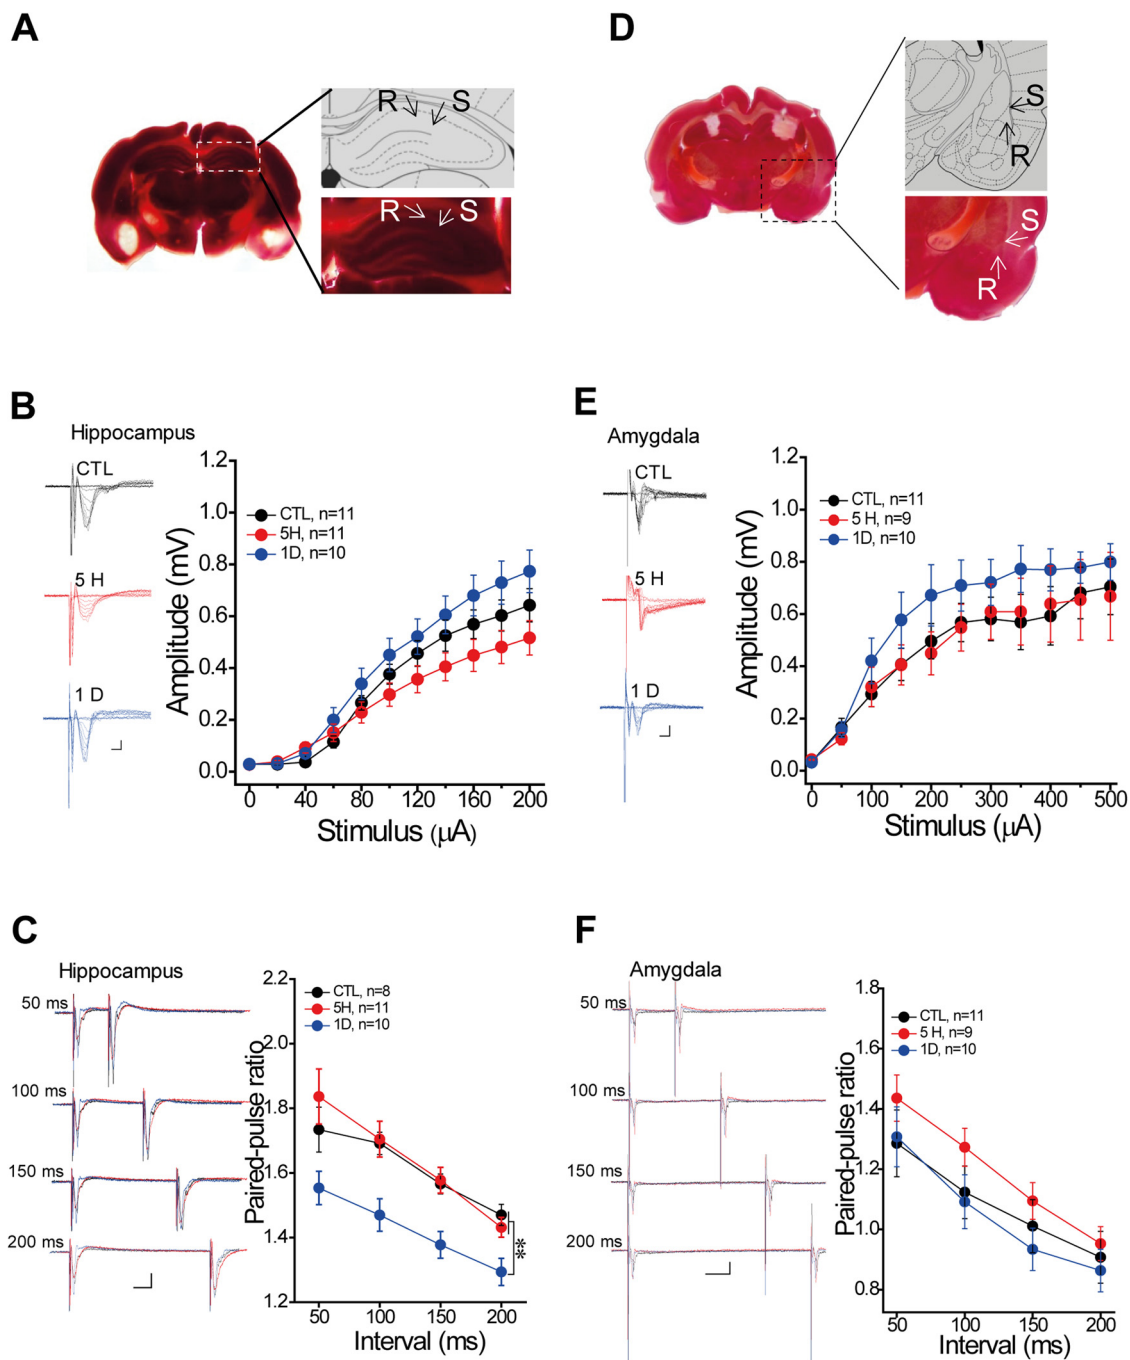 A
R
S
R
S
D
S
R
S
R
B
Hippocampus
CTL
5 H
1 D
Amplitude (mV)
1.2
1.0
0.8
0.6
0.4
0.2
0.0
CTL, n=11
5H, n=11
1D, n=10
0 40 80 120 160 200
Stimulus (μA)
E
Amygdala
CTL
5 H
1 D
Amplitude (mV)
1.2
1.0
0.8
0.6
0.4
0.2
0.0
CTL, n=11
5 H, n=9
1D, n=10
0 100 200 300 400 500
Stimulus (μA)
C
Hippocampus
50 ms
100 ms
150 ms
200 ms
Paired-pulse ratio
2.2
2.0
1.8
1.6
1.4
1.2
CTL, n=8
5H, n=11
1D, n=10
**
50 100 150 200
Interval (ms)
F
Amygdala
50 ms
100 ms
150 ms
200 ms
Paired-pulse ratio
1.8
1.6
1.4
1.2
1.0
0.8
CTL, n=11
5 H, n=9
1D, n=10
50 100 150 200
Interval (ms)